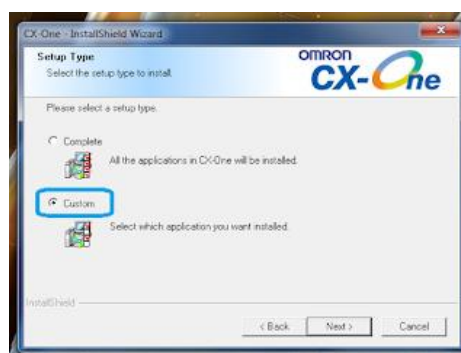 CX-One - InstallShield Wizard
Setup Type
Select the setup type to install.
OMRON
CX-One
Please select a setup type.
Complete
All the applications in CX-One will be installed.
Custom
Select which application you want installed.
InstallShield
< Back
Next >
Cancel